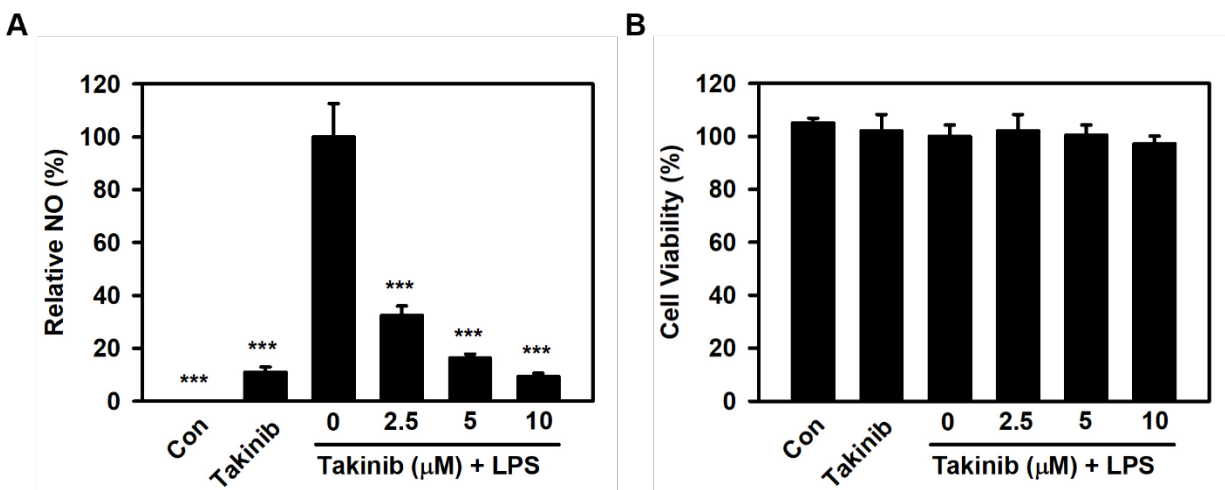 A
Relative NO (%)
120
100
80
60
40
20
0
***
***
***
***
***
Con
Takinib
0 2.5 5 10
Takinib (μM) + LPS
B
Cell Viability (%)
120
100
80
60
40
20
0
Con
Takinib
0 2.5 5 10
Takinib (μM) + LPS